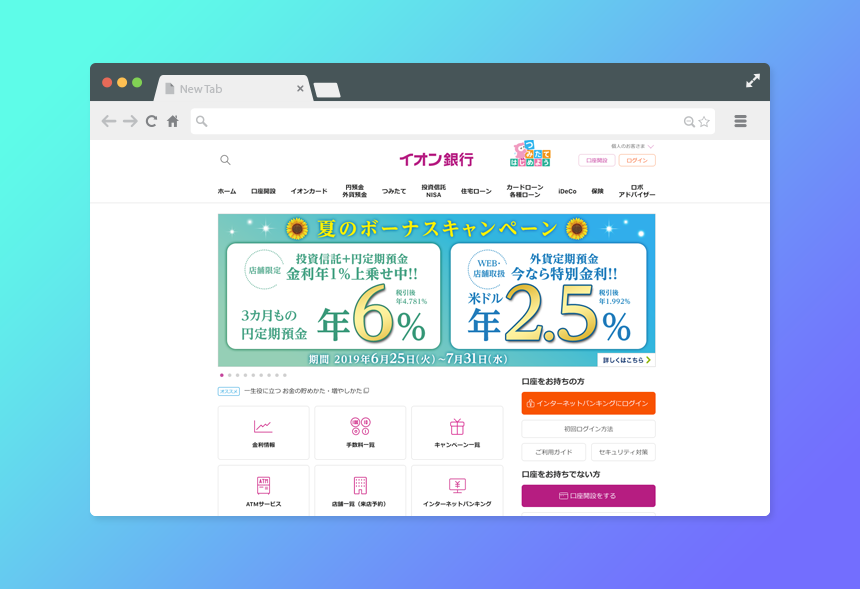 New Tab
イオン銀行
つみたて
はじめよう
個人のお客さま
口座開設
ログイン
ホーム
口座開設
イオンカード
円預金
外貨預金
つみたて
投資信託
NISA
住宅ローン
カードローン
各種ローン
iDeCo
保険
ロボ
アドバイザー
夏のボーナスキャンペーン
店舗限定
投資信託+円定期預金
金利年1%上乗せ中!!
3カ月もの
円定期預金
年6%
税引後
年4.781%
WEB・
店舗取扱
外貨定期預金
今なら特別金利!!
米ドル
年2.5%
税引後
年1.992%
期間 2019年6月25日(火)~7月31日(水)
詳しくはこちら
オススメ
一生役に立つ お金の貯めかた・増やしかた
金利情報
手数料一覧
キャンペーン一覧
ATM
ATMサービス
店舗一覧（来店予約）
インターネットバンキング
口座をお持ちの方
インターネットバンキングにログイン
初回ログイン方法
ご利用ガイド
セキュリティ対策
口座をお持ちでない方
口座開設をする